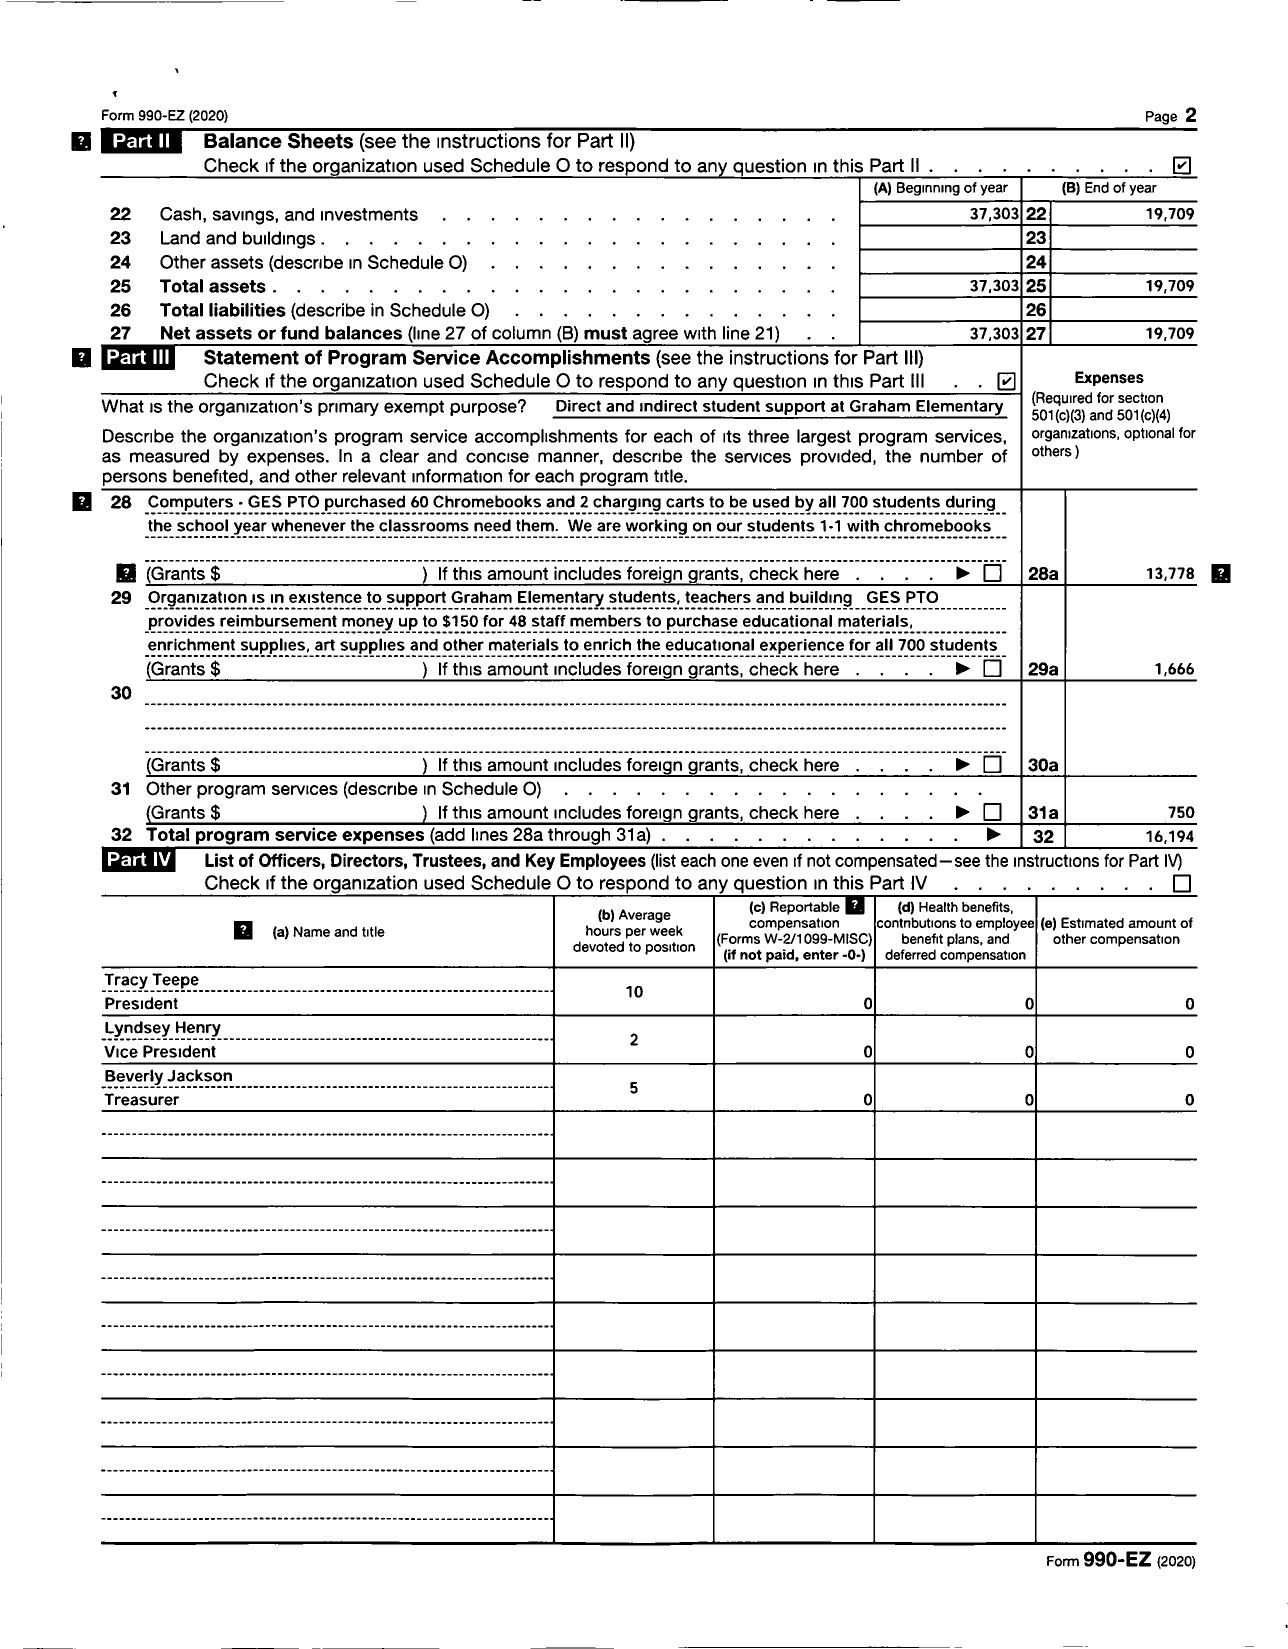 Form 990-EZ (2020) Page 2
? Part II Balance Sheets (see the instructions for Part II)
Check if the organization used Schedule O to respond to any question in this Part II . . . . . . . . . . ☑
(A) Beginning of year (B) End of year
22 Cash, savings, and investments . . . . . . . . . . . . . . . . . 37,303 22 19,709
23 Land and buildings . . . . . . . . . . . . . . . . . . . . . . 23
24 Other assets (describe in Schedule O) . . . . . . . . . . . . . . . 24
25 Total assets . . . . . . . . . . . . . . . . . . . . . . . . 37,303 25 19,709
26 Total liabilities (describe in Schedule O) . . . . . . . . . . . . . . 26
27 Net assets or fund balances (line 27 of column (B) must agree with line 21) . . 37,303 27 19,709
? Part III Statement of Program Service Accomplishments (see the instructions for Part III)
Check if the organization used Schedule O to respond to any question in this Part III . . ☑
What is the organization's primary exempt purpose? Direct and indirect student support at Graham Elementary
Describe the organization's program service accomplishments for each of its three largest program services,
as measured by expenses. In a clear and concise manner, describe the services provided, the number of
persons benefited, and other relevant information for each program title.
Expenses
(Required for section
501(c)(3) and 501(c)(4)
organizations, optional for
others )
? 28 Computers - GES PTO purchased 60 Chromebooks and 2 charging carts to be used by all 700 students during
the school year whenever the classrooms need them. We are working on our students 1-1 with chromebooks
? (Grants $ ) If this amount includes foreign grants, check here . . . . ▶ ☐ 28a 13,778 ?
29 Organization is in existence to support Graham Elementary students, teachers and building GES PTO
provides reimbursement money up to $150 for 48 staff members to purchase educational materials,
enrichment supplies, art supplies and other materials to enrich the educational experience for all 700 students
(Grants $ ) If this amount includes foreign grants, check here . . . . ▶ ☐ 29a 1,666
30
(Grants $ ) If this amount includes foreign grants, check here . . . . ▶ ☐ 30a
31 Other program services (describe in Schedule O) . . . . . . . . . . . . . . . . . .
(Grants $ ) If this amount includes foreign grants, check here . . . . ▶ ☐ 31a 750
32 Total program service expenses (add lines 28a through 31a) . . . . . . . . . . . . . ▶ 32 16,194
Part IV List of Officers, Directors, Trustees, and Key Employees (list each one even if not compensated—see the instructions for Part IV)
Check if the organization used Schedule O to respond to any question in this Part IV . . . . . . . . . ☐
? (a) Name and title
(b) Average
hours per week
devoted to position
(c) Reportable ?
compensation
(Forms W-2/1099-MISC)
(if not paid, enter -0-)
(d) Health benefits,
contributions to employee
benefit plans, and
deferred compensation
(e) Estimated amount of
other compensation
Tracy Teepe
President 10 0 0 0
Lyndsey Henry
Vice President 2 0 0 0
Beverly Jackson
Treasurer 5 0 0 0
Form 990-EZ (2020)